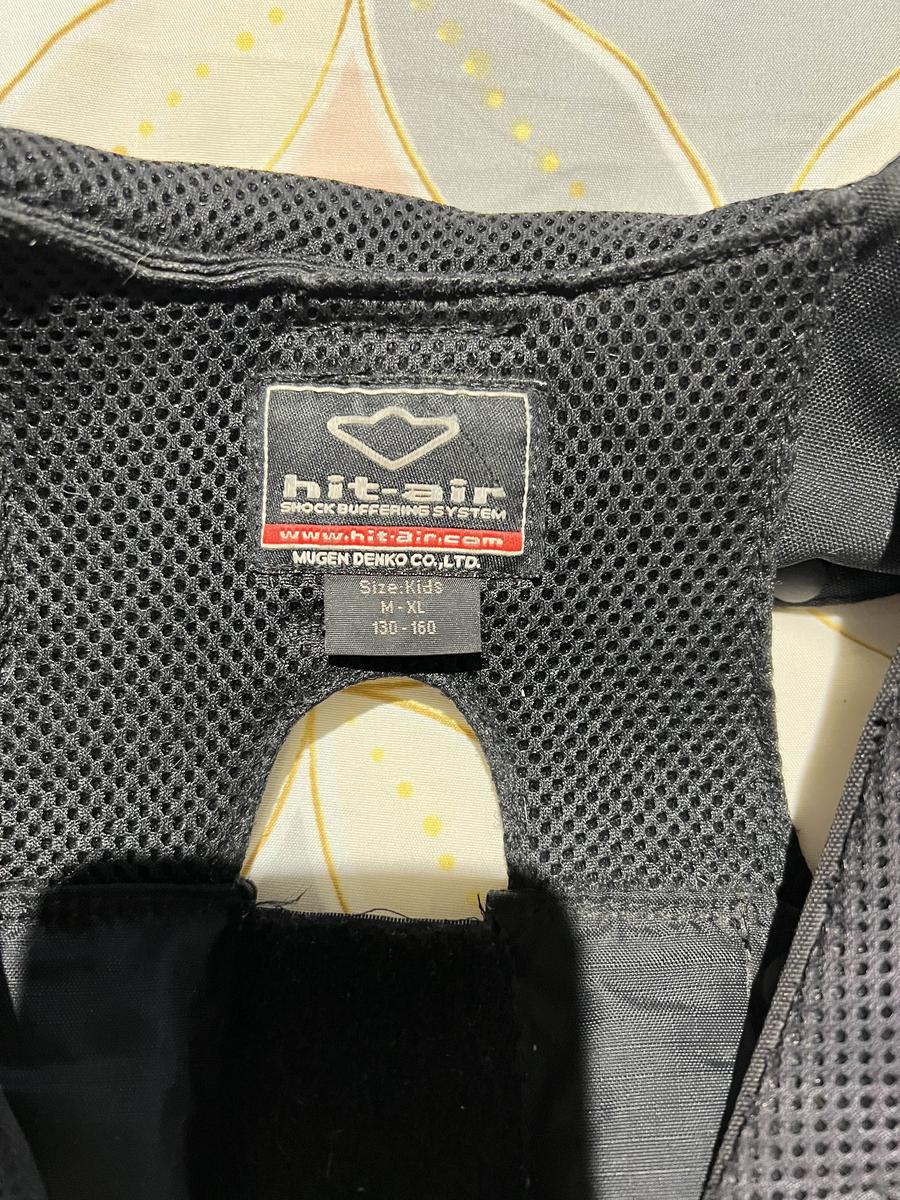 hit-air
SHOCK BUFFERING SYSTEM
www.hit-air.com
MUGEN DENKO CO.,LTD.
Size:Kids
M-XL
130-160